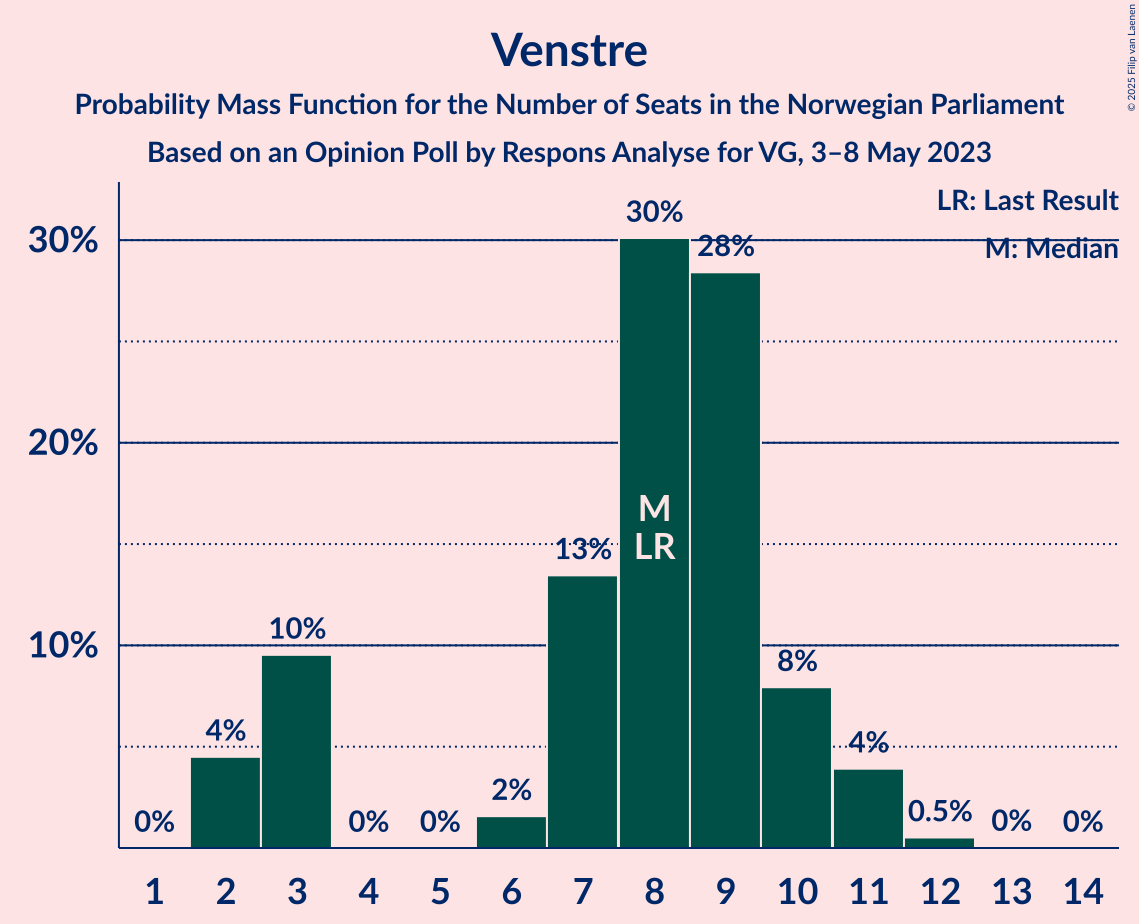 Venstre
Probability Mass Function for the Number of Seats in the Norwegian Parliament
Based on an Opinion Poll by Respons Analyse for VG, 3–8 May 2023
© 2025 Filip van Laenen
LR: Last Result
M: Median
30%
20%
10%
0%
4%
10%
0%
0%
2%
13%
30%
28%
8%
4%
0.5%
0%
0%
M
LR
1 2 3 4 5 6 7 8 9 10 11 12 13 14